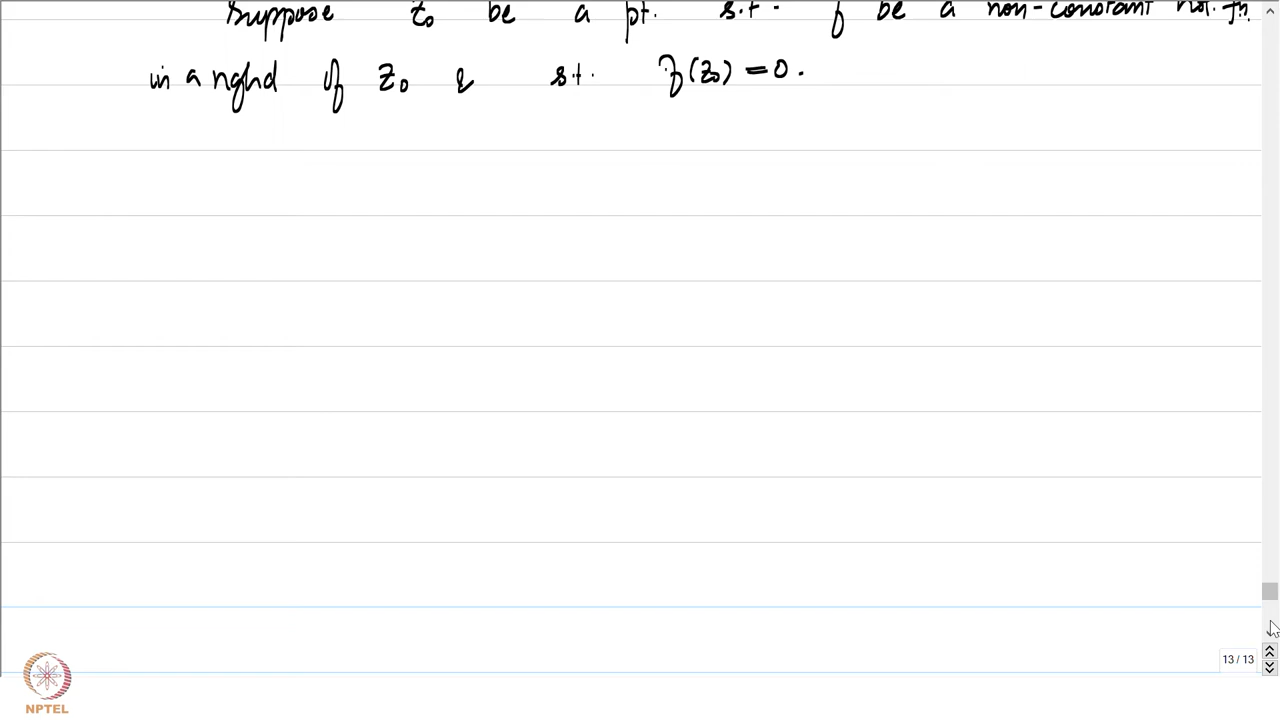 Suppose z₀ be a pt. s.t. f be a non-constant hol. fn.
in a nghd of z₀ & s.t. f(z₀) = 0.
13 / 13
NPTEL